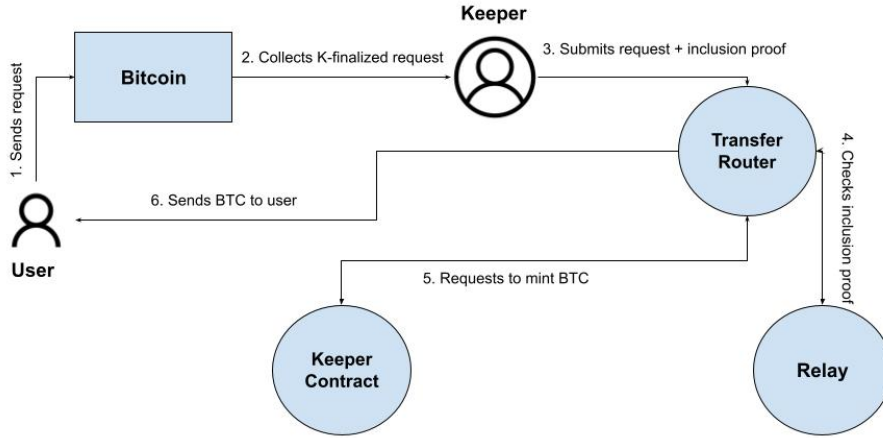 Keeper
Bitcoin
2. Collects K-finalized request
3. Submits request + inclusion proof
1. Sends request
Transfer
Router
4. Checks inclusion proof
6. Sends BTC to user
User
5. Requests to mint BTC
Keeper
Contract
Relay